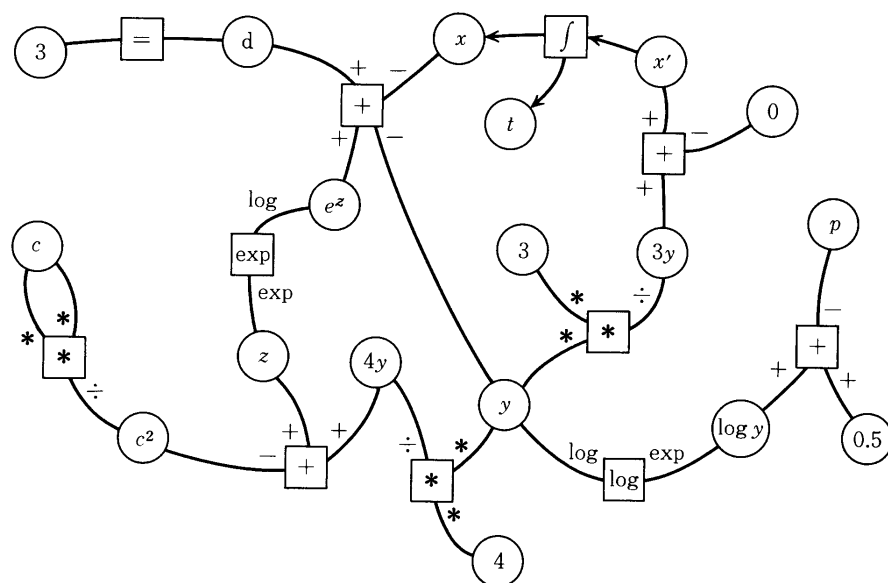 3 = d + − x ∫ x′
+
+ − t + − 0
+
+
log e^z
c exp 3 3y p
exp * ÷ −
* * * * +
* z 4y + +
÷ y
c² + + ÷ * log exp log y 0.5
− + * log
*
4